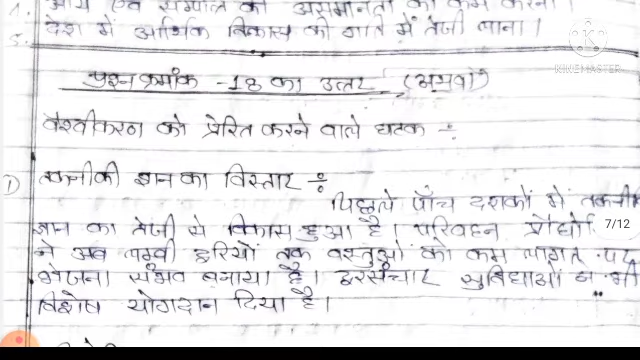 4. आय एवं सम्पत्ति की असमानता को कम करना।
5. देश में आर्थिक विकास की गति में तेजी लाना।
प्रश्न क्रमांक -18 का उत्तर (अथवा)
KINEMASTER
वैश्वीकरण को प्रेरित करने वाले घटक ÷
① तकनीकी ज्ञान का विस्तार ÷
पिछले पाँच दशकों में तकनीकी
ज्ञान का तेजी से विकास हुआ है। परिवहन
7/12
ने अब लम्बी दूरियों तक वस्तुओं को कम लागत पर
भेजना संभव बनाया है। दूरसंचार सुविधाओं ने भी
विशेष योगदान दिया है।